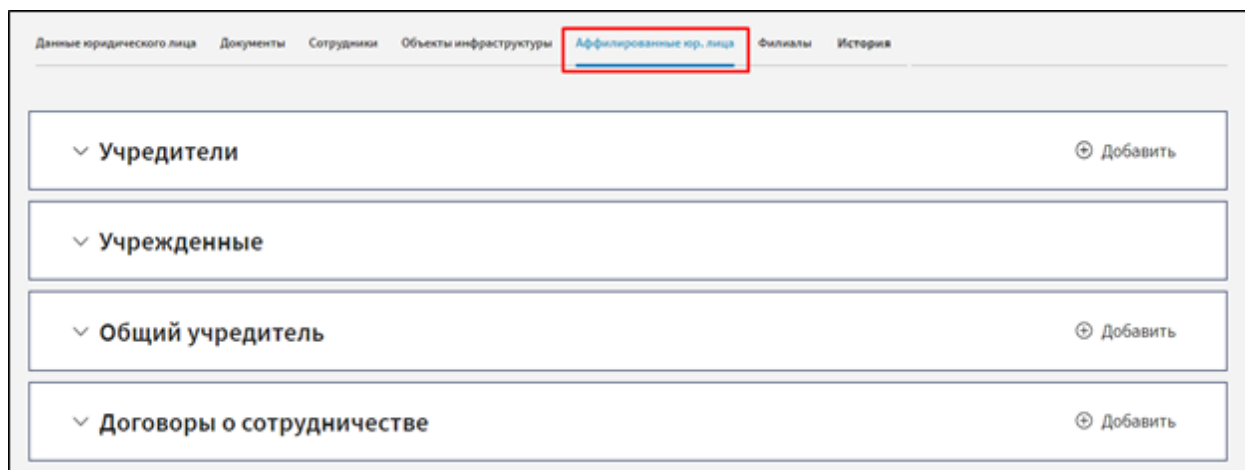 Данные юридического лица Документы Сотрудники Объекты инфраструктуры Аффилированные юр. лица Филиалы История
Учредители Добавить
Учрежденные
Общий учредитель Добавить
Договоры о сотрудничестве Добавить